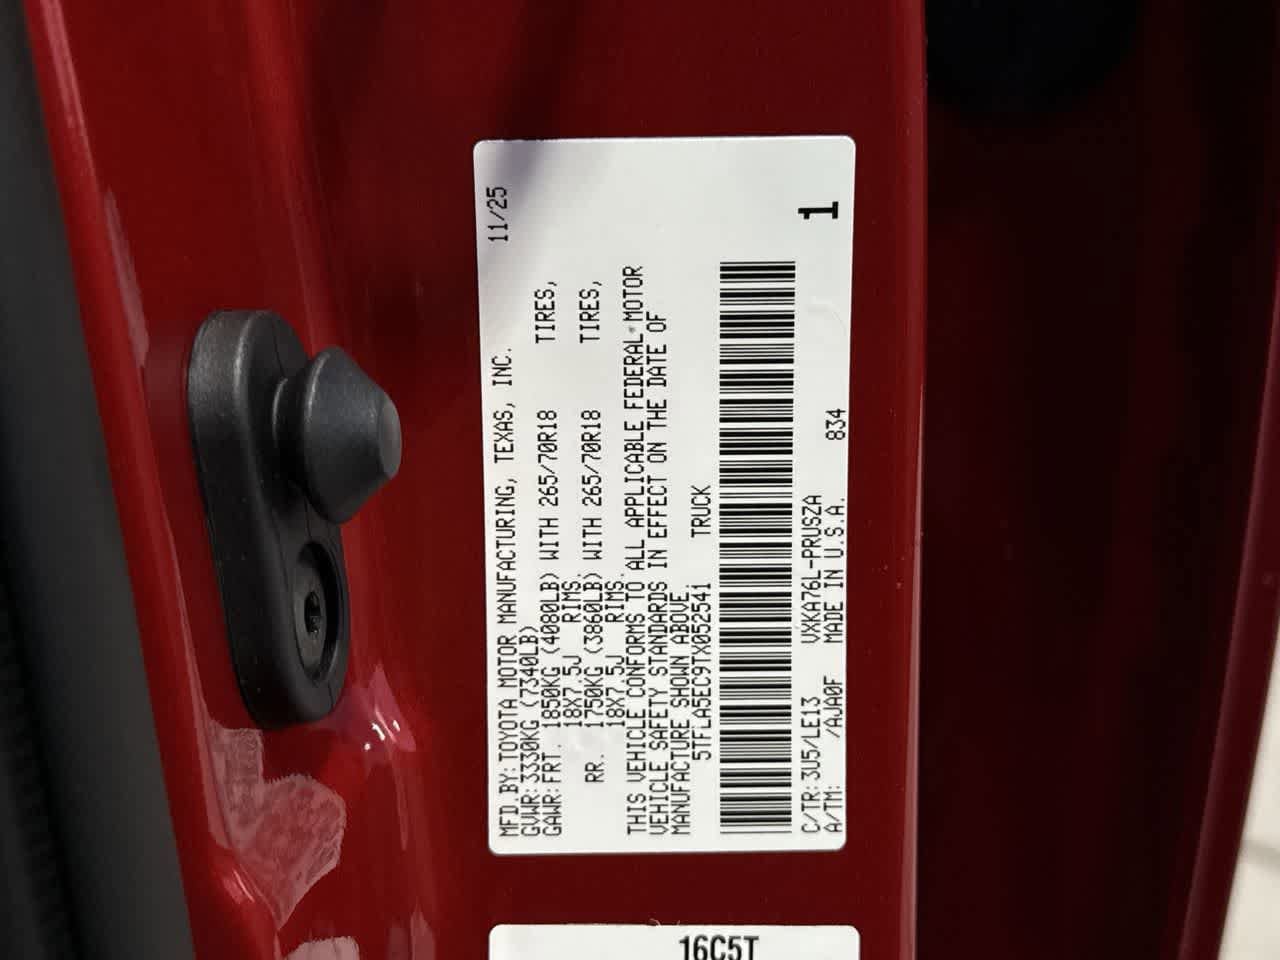 11/25
MFD.BY:TOYOTA MOTOR MANUFACTURING, TEXAS, INC.
GVWR:3330KG (7340LB)
GAWR:FRT. 1850KG (4080LB) WITH 265/70R18 TIRES,
18X7.5J RIMS.
RR. 1750KG (3860LB) WITH 265/70R18 TIRES,
18X7.5J RIMS.
THIS VEHICLE CONFORMS TO ALL APPLICABLE FEDERAL MOTOR
VEHICLE SAFETY STANDARDS IN EFFECT ON THE DATE OF
MANUFACTURE SHOWN ABOVE.
5TFLA5EC9TX052541 TRUCK
C/TR:3U5/LE13 VXKA76L-PRUSZA
A/TM: /AJA0F MADE IN U.S.A. 834
1
16C5T